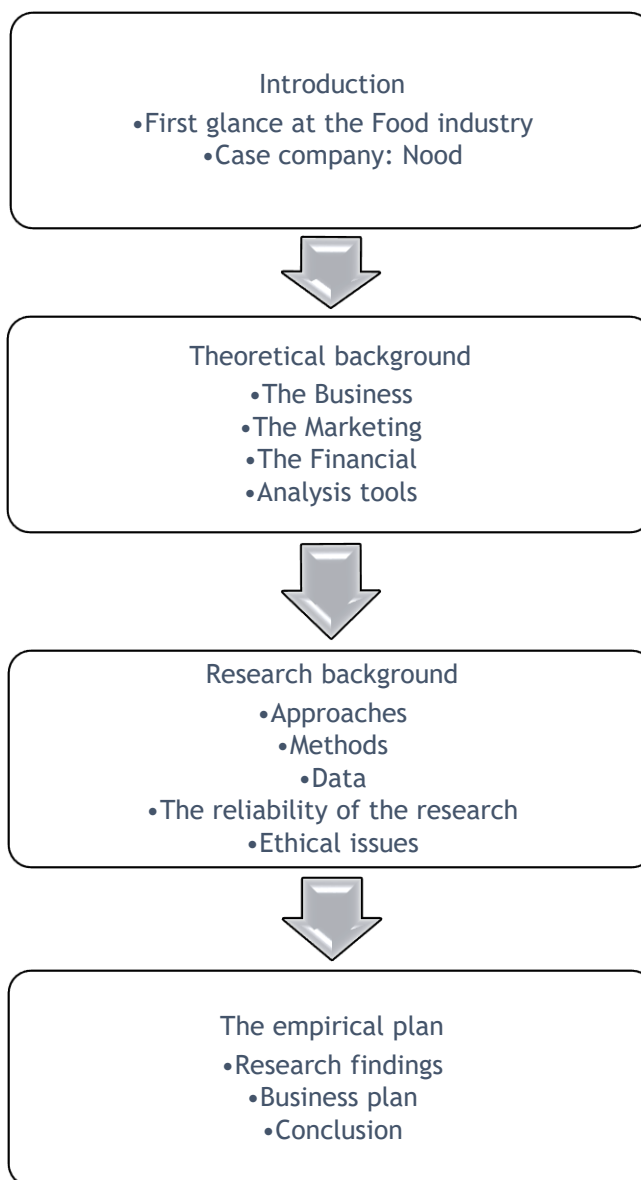 Introduction
•First glance at the Food industry
•Case company: Nood
Theoretical background
•The Business
•The Marketing
•The Financial
•Analysis tools
Research background
•Approaches
•Methods
•Data
•The reliability of the research
•Ethical issues
The empirical plan
•Research findings
•Business plan
•Conclusion